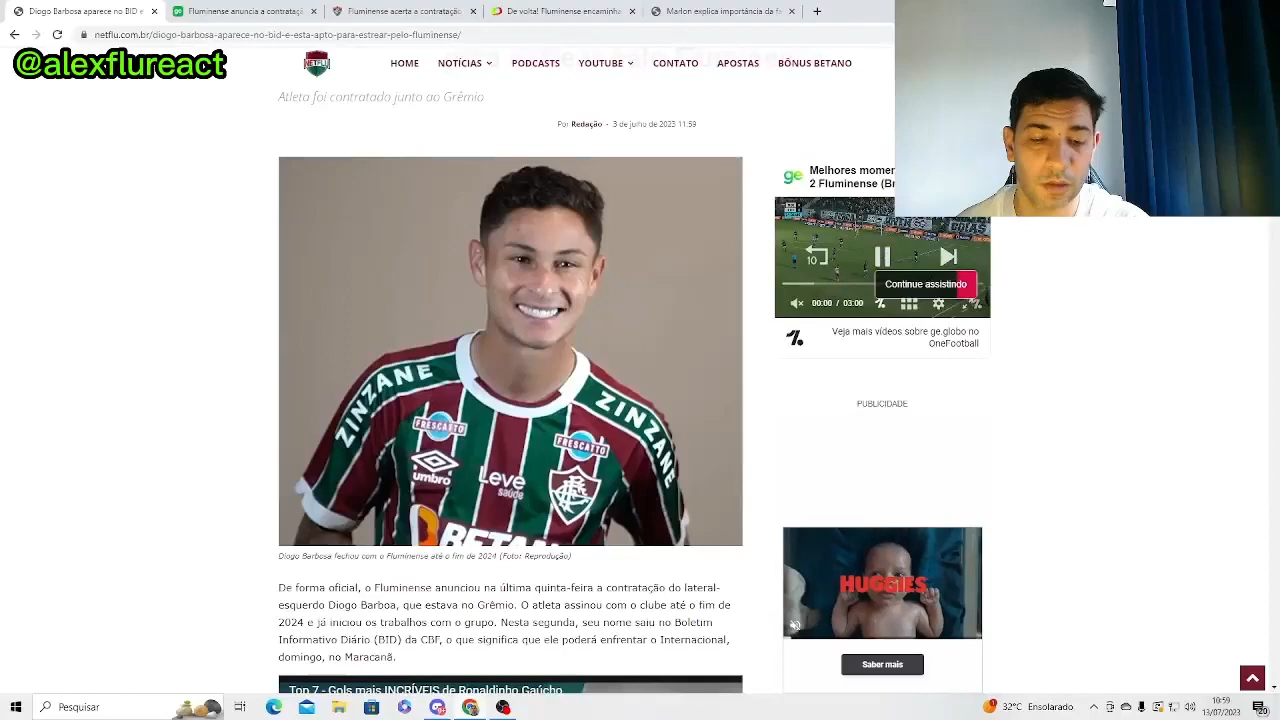 Diogo Barbosa aparece no BID e
Fluminense anuncia a contrataçã
Fluminense acerta a contratação
De volta! Fluminense encaminha
Marlon explica importância da fa
netflu.com.br/diogo-barbosa-aparece-no-bid-e-esta-apto-para-estrear-pelo-fluminense/
@alexflureact
HOME
NOTÍCIAS
PODCASTS
YOUTUBE
CONTATO
APOSTAS
BÔNUS BETANO
Atleta foi contratado junto ao Grêmio
Por Redação - 3 de julho de 2023 11:59
ge
Melhores momen
2 Fluminense (Br
GOIÁS
10
Continue assistindo
00:00 / 03:00
Veja mais vídeos sobre ge.globo no
OneFootball
ZINZANE
ZINZANE
FRESCATTO
FRESCATTO
umbro
Leve
saúde
BETAN
PUBLICIDADE
HUGGIES
Saber mais
Diogo Barbosa fechou com o Fluminense até o fim de 2024 (Foto: Reprodução)
De forma oficial, o Fluminense anunciou na última quinta-feira a contratação do lateral-
esquerdo Diogo Barboa, que estava no Grêmio. O atleta assinou com o clube até o fim de
2024 e já iniciou os trabalhos com o grupo. Nesta segunda, seu nome saiu no Boletim
Informativo Diário (BID) da CBF, o que significa que ele poderá enfrentar o Internacional,
domingo, no Maracanã.
Top 7 - Gols mais INCRÍVEIS de Ronaldinho Gaúcho
Pesquisar
32°C Ensolarado
10:59
13/07/2023
20